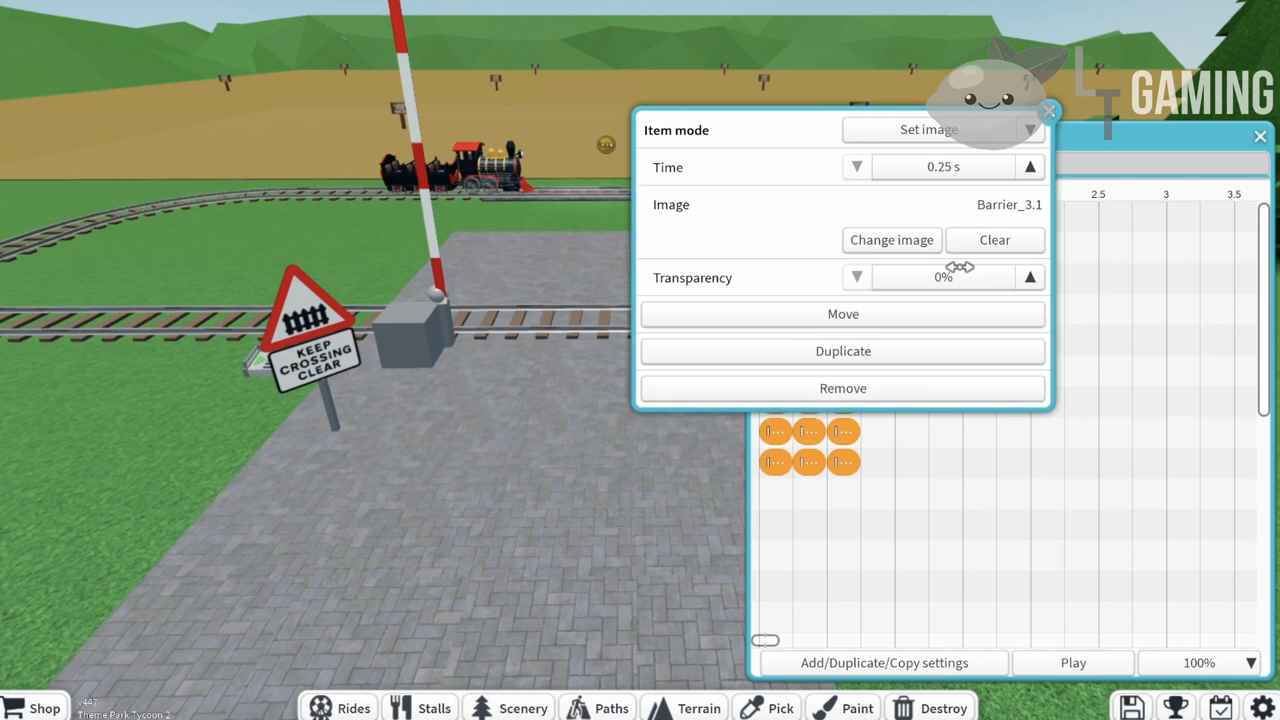 LT GAMING
Item mode
Set image
Time
0.25 s
Image
Barrier_3.1
Change image
Clear
Transparency
0%
Move
Duplicate
Remove
2.5 3 3.5
KEEP
CROSSING
CLEAR
Add/Duplicate/Copy settings
Play
100%
Shop
v447
Theme Park Tycoon 2
Rides
Stalls
Scenery
Paths
Terrain
Pick
Paint
Destroy